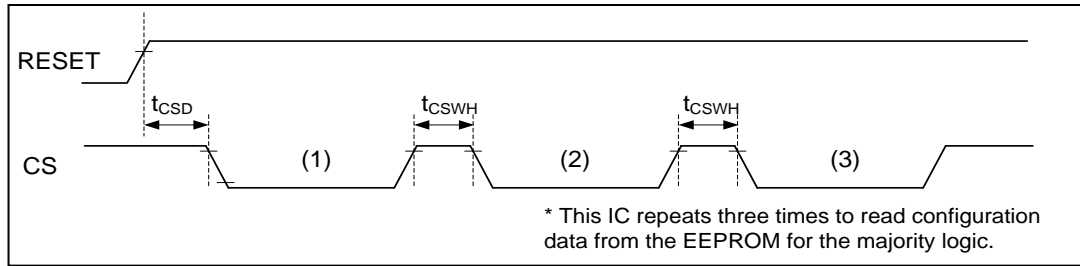 RESET
tCSD
tCSWH
tCSWH
CS
(1)
(2)
(3)
* This IC repeats three times to read configuration
data from the EEPROM for the majority logic.